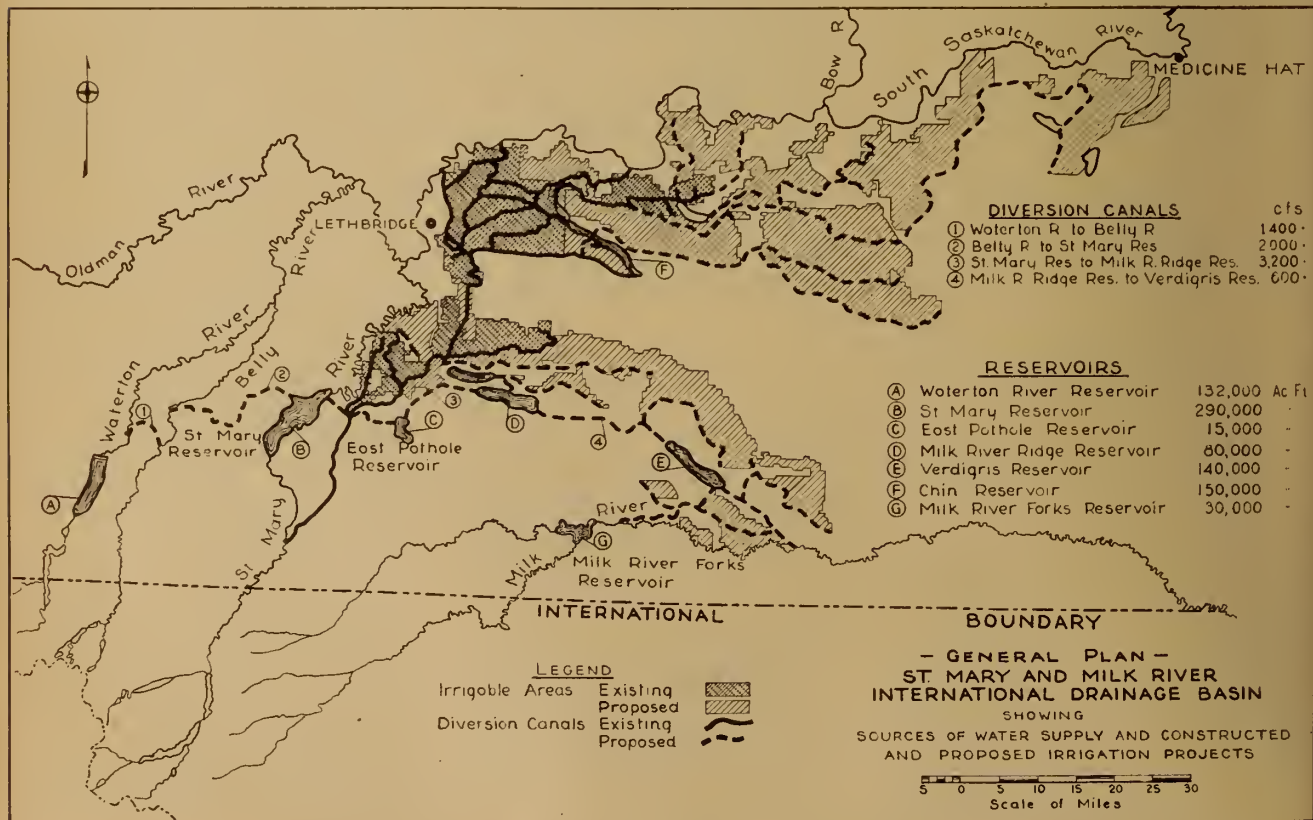 Bow R
South Saskatchewan River
MEDICINE HAT
Oldman River
LETHBRIDGE
River
Waterton River
Belly River
St Mary
St Mary
Reservoir
East Pothole
Reservoir
Milk River
Milk River Forks
Reservoir
1
2
3
4
A
B
C
D
E
F
G
DIVERSION CANALS cfs
1 Waterton R to Belly R 1400
2 Belly R to St Mary Res 2000
3 St. Mary Res to Milk R. Ridge Res. 3,200
4 Milk R Ridge Res. to Verdigris Res. 600
RESERVOIRS
A Waterton River Reservoir 132,000 Ac Ft
B St Mary Reservoir 290,000 "
C East Pothole Reservoir 15,000 "
D Milk River Ridge Reservoir 80,000 "
E Verdigris Reservoir 140,000 "
F Chin Reservoir 150,000 "
G Milk River Forks Reservoir 30,000 "
INTERNATIONAL BOUNDARY
LEGEND
Irrigable Areas Existing
Proposed
Diversion Canals Existing
Proposed
- GENERAL PLAN -
ST. MARY AND MILK RIVER
INTERNATIONAL DRAINAGE BASIN
SHOWING
SOURCES OF WATER SUPPLY AND CONSTRUCTED
AND PROPOSED IRRIGATION PROJECTS
5 0 5 10 15 20 25 30
Scale of Miles